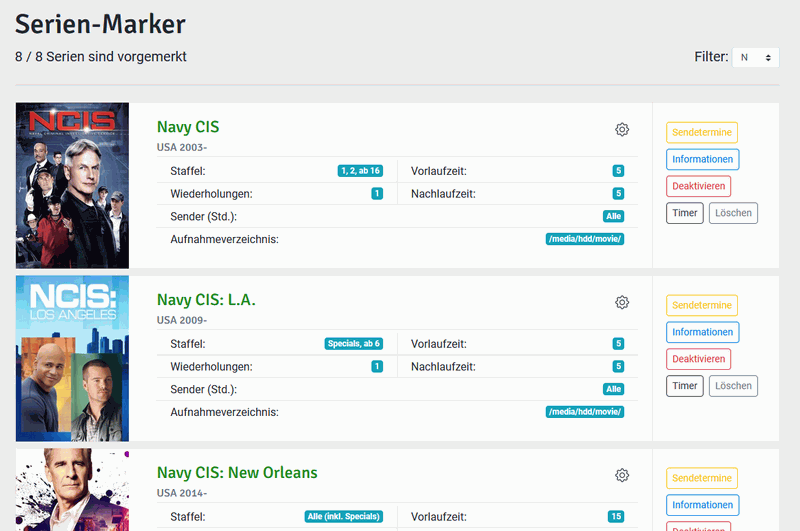 Serien-Marker
8 / 8 Serien sind vorgemerkt
Filter: N
NCIS
Navy CIS
USA 2003-
Staffel: 1, 2, ab 16
Vorlaufzeit: 5
Wiederholungen: 1
Nachlaufzeit: 5
Sender (Std.): Alle
Aufnahmeverzeichnis: /media/hdd/movie/
Sendetermine
Informationen
Deaktivieren
Timer Löschen
NCIS:
LOS ANGELES
Navy CIS: L.A.
USA 2009-
Staffel: Specials, ab 6
Vorlaufzeit: 5
Wiederholungen: 1
Nachlaufzeit: 5
Sender (Std.): Alle
Aufnahmeverzeichnis: /media/hdd/movie/
Sendetermine
Informationen
Deaktivieren
Timer Löschen
Navy CIS: New Orleans
USA 2014-
Staffel: Alle (inkl. Specials)
Vorlaufzeit: 15
Sendetermine
Informationen